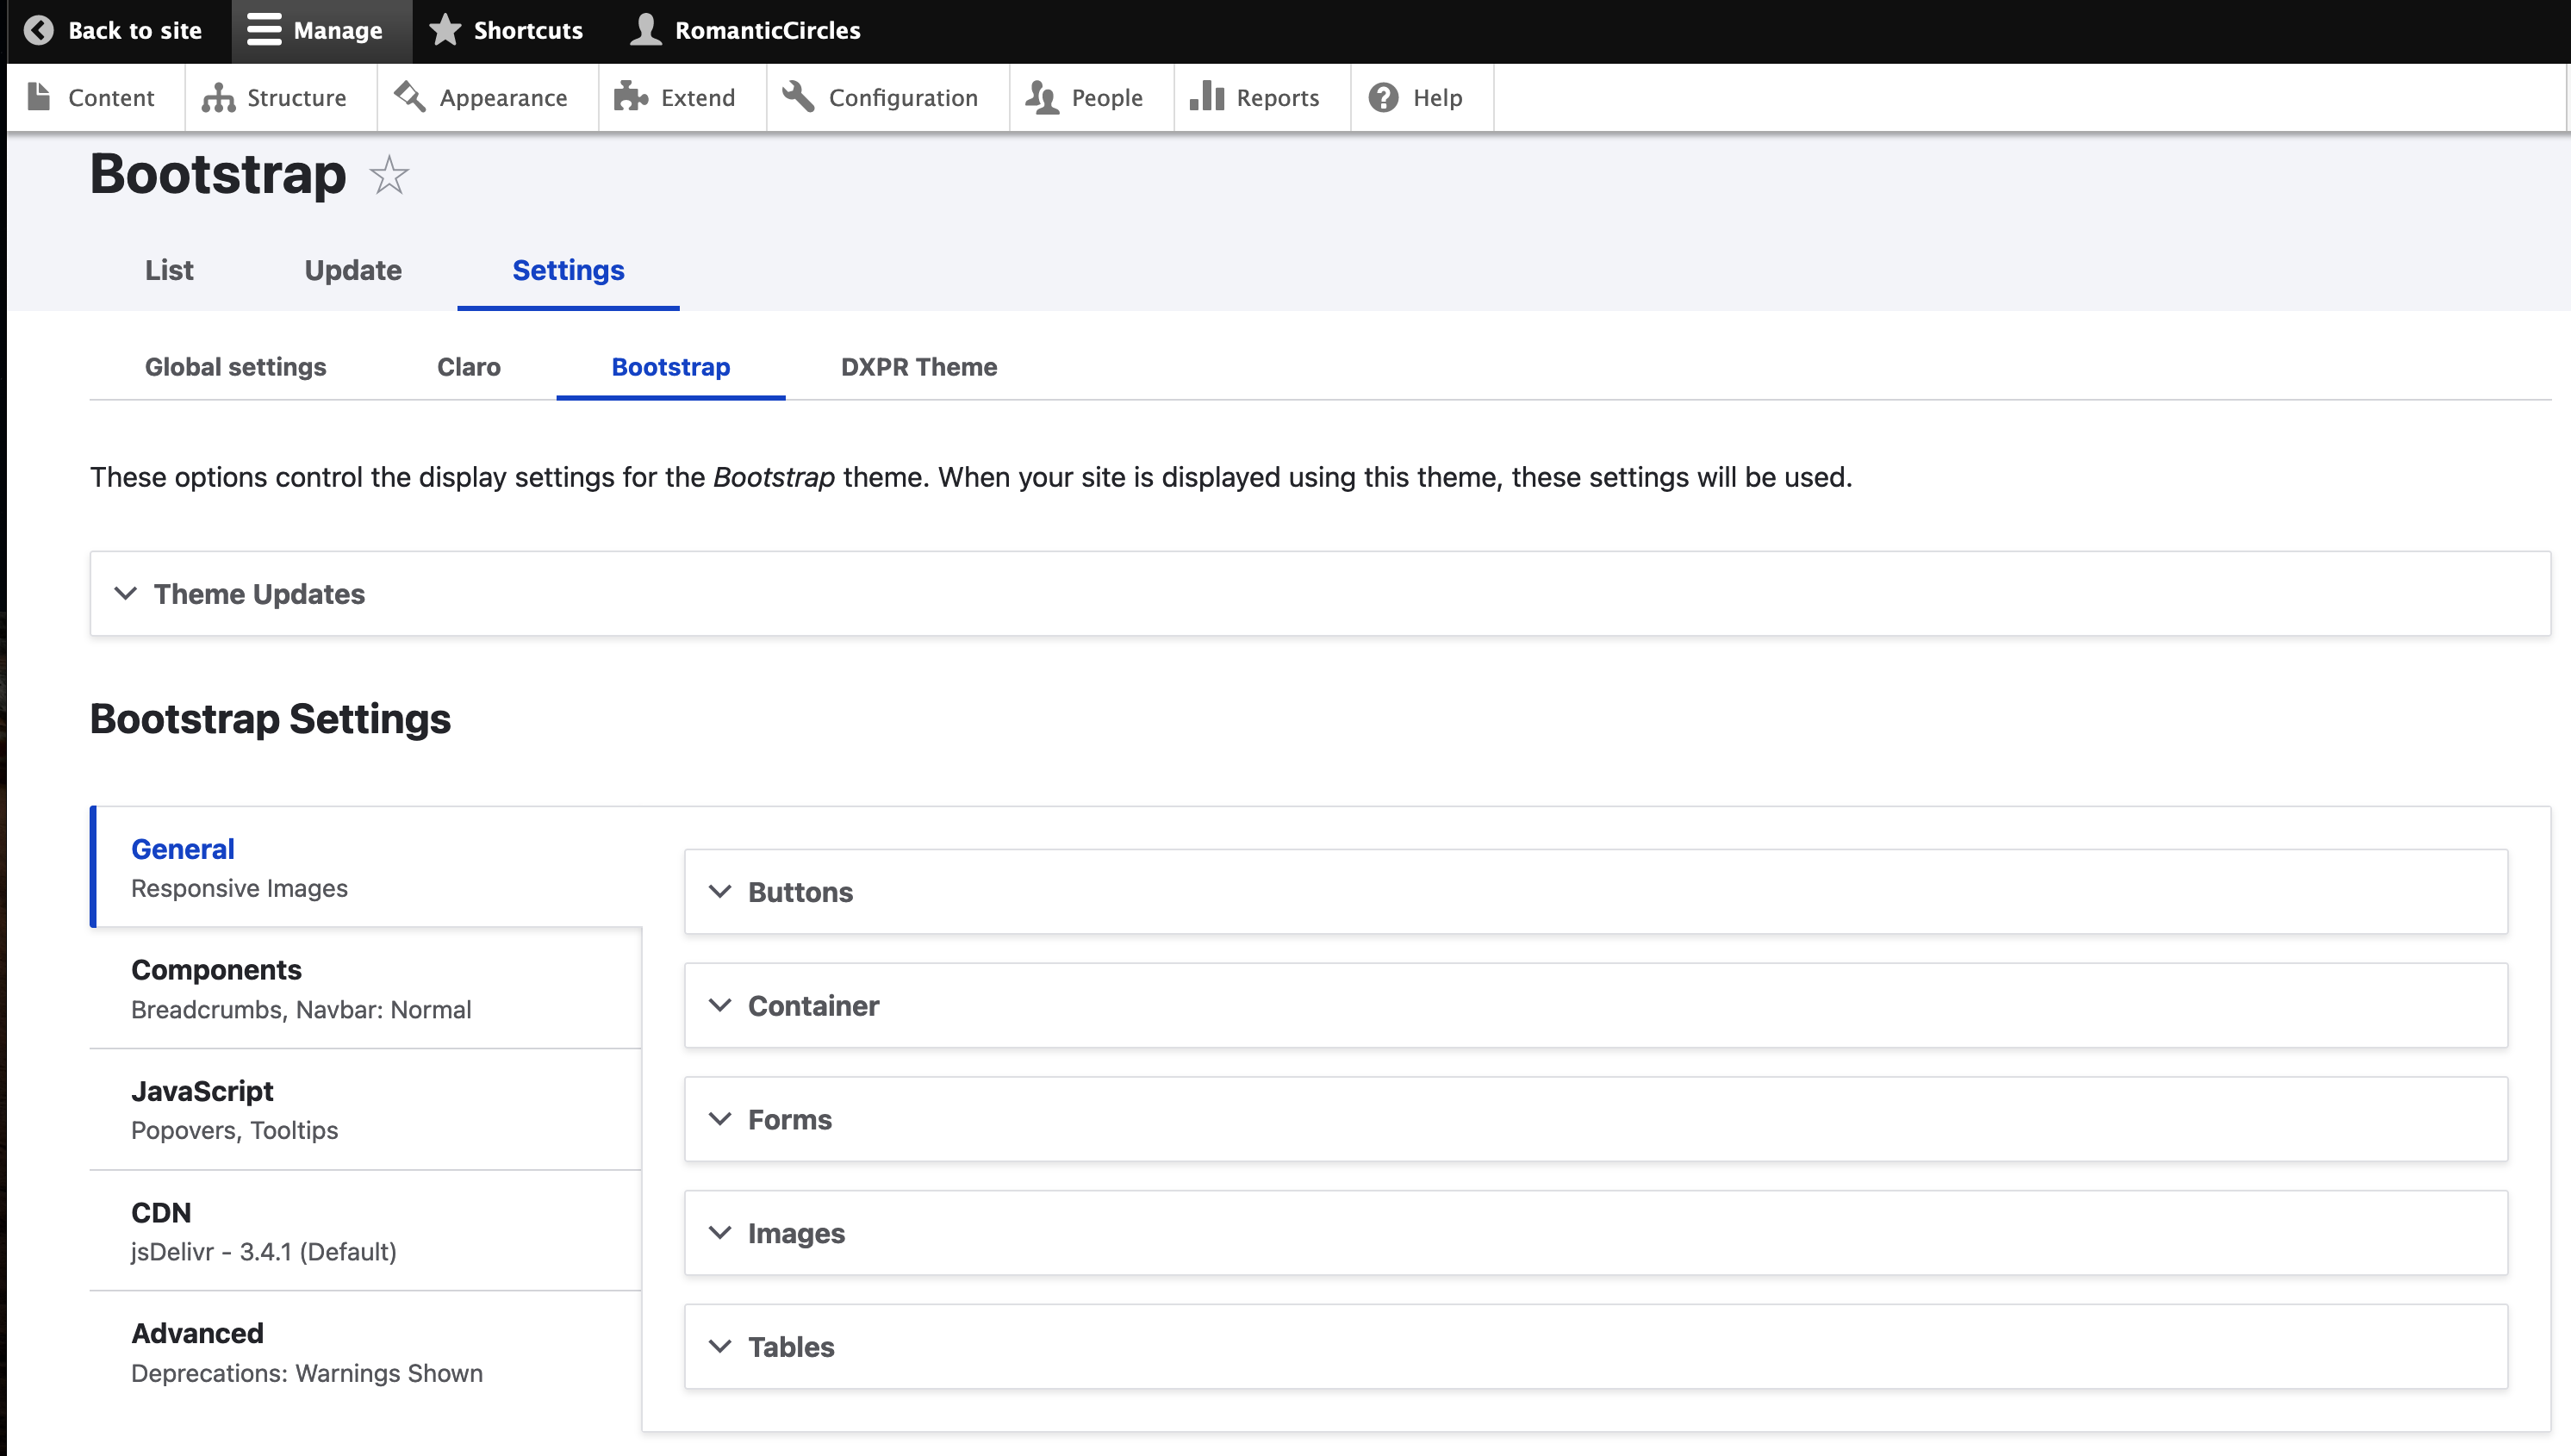 Back to site Manage Shortcuts RomanticCircles
Content Structure Appearance Extend Configuration People Reports Help
Bootstrap
List Update Settings
Global settings Claro Bootstrap DXPR Theme
These options control the display settings for the Bootstrap theme. When your site is displayed using this theme, these settings will be used.
Theme Updates
Bootstrap Settings
General
Responsive Images
Components
Breadcrumbs, Navbar: Normal
JavaScript
Popovers, Tooltips
CDN
jsDelivr - 3.4.1 (Default)
Advanced
Deprecations: Warnings Shown
Buttons
Container
Forms
Images
Tables